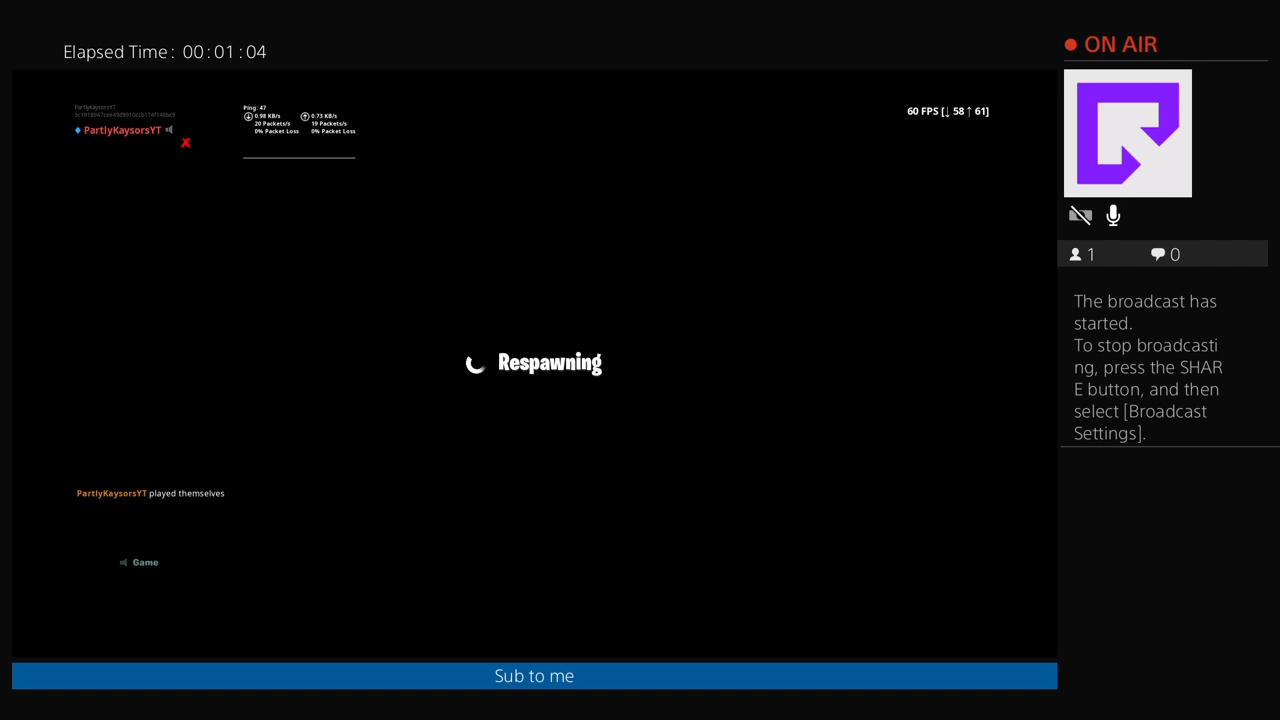 Elapsed Time: 00:01:04
ON AIR
PartlyKaysorsYT
PartlyKaysorsYT
Ping: 47
0.98 KB/s 0.73 KB/s
20 Packets/s 19 Packets/s
0% Packet Loss 0% Packet Loss
60 FPS [↓ 58 ↑ 61]
1 0
The broadcast has
started.
To stop broadcasti
ng, press the SHAR
E button, and then
select [Broadcast
Settings].
Respawning
PartlyKaysorsYT played themselves
Game
Sub to me